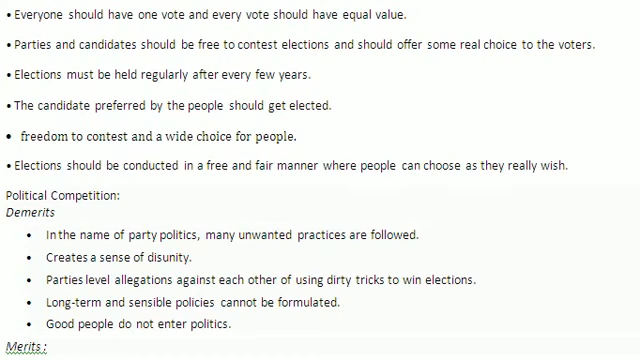 • Everyone should have one vote and every vote should have equal value.
• Parties and candidates should be free to contest elections and should offer some real choice to the voters.
• Elections must be held regularly after every few years.
• The candidate preferred by the people should get elected.
• freedom to contest and a wide choice for people.
• Elections should be conducted in a free and fair manner where people can choose as they really wish.
Political Competition:
Demerits
• In the name of party politics, many unwanted practices are followed.
• Creates a sense of disunity.
• Parties level allegations against each other of using dirty tricks to win elections.
• Long-term and sensible policies cannot be formulated.
• Good people do not enter politics.
Merits :